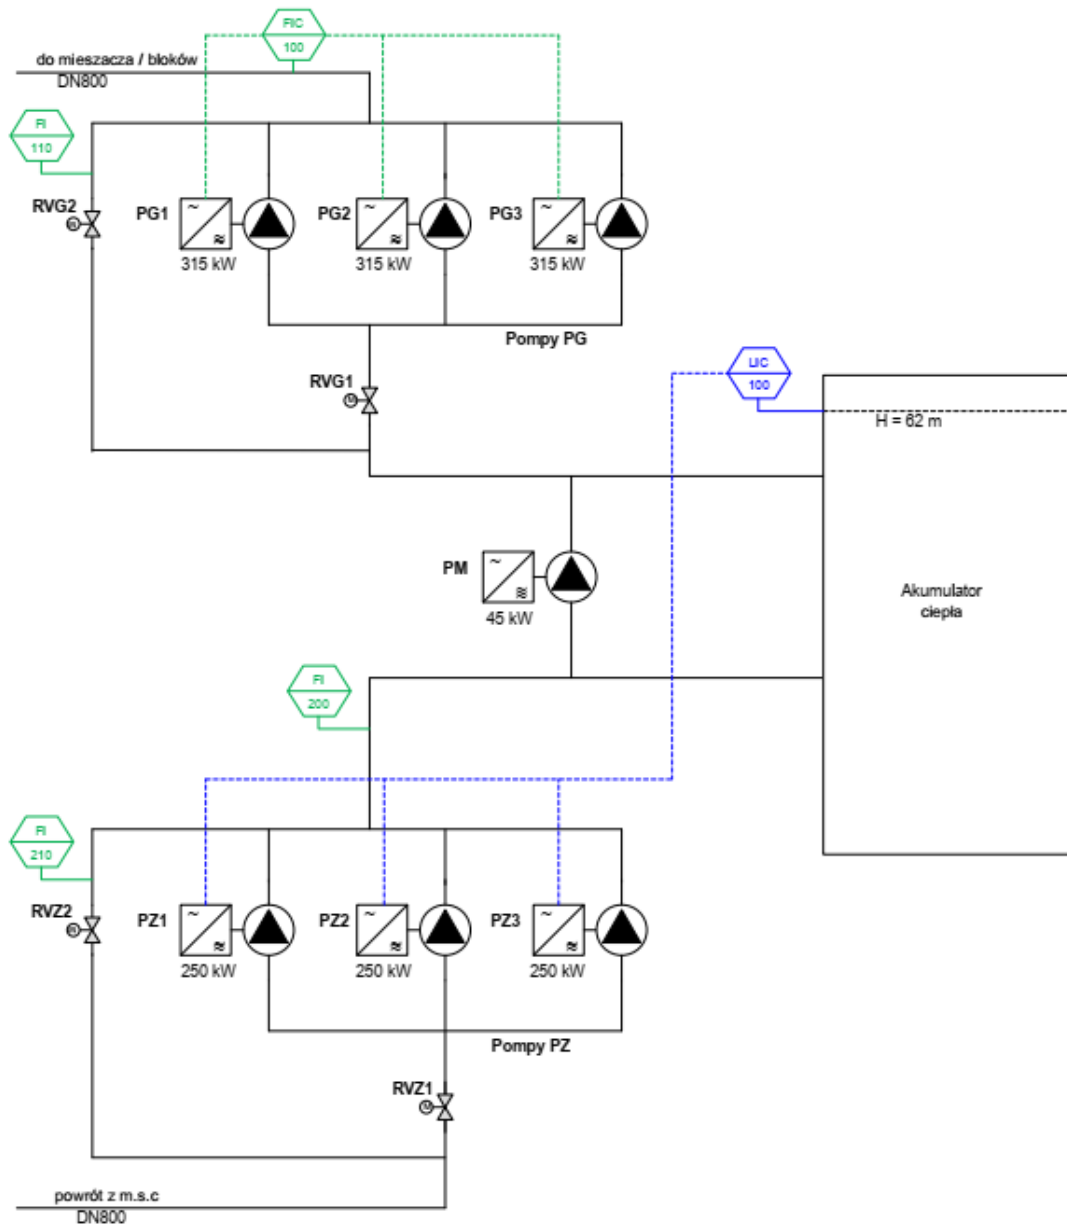 FIC
100
do mieszacza / bloków
DN800
FI
110
RVG2
PG1
PG2
PG3
315 kW
315 kW
315 kW
Pompy PG
RVG1
M
LIC
100
H = 62 m
PM
45 kW
Akumulator
ciepła
FI
200
FI
210
RVZ2
PZ1
PZ2
PZ3
250 kW
250 kW
250 kW
Pompy PZ
RVZ1
M
powrót z m.s.c
DN800